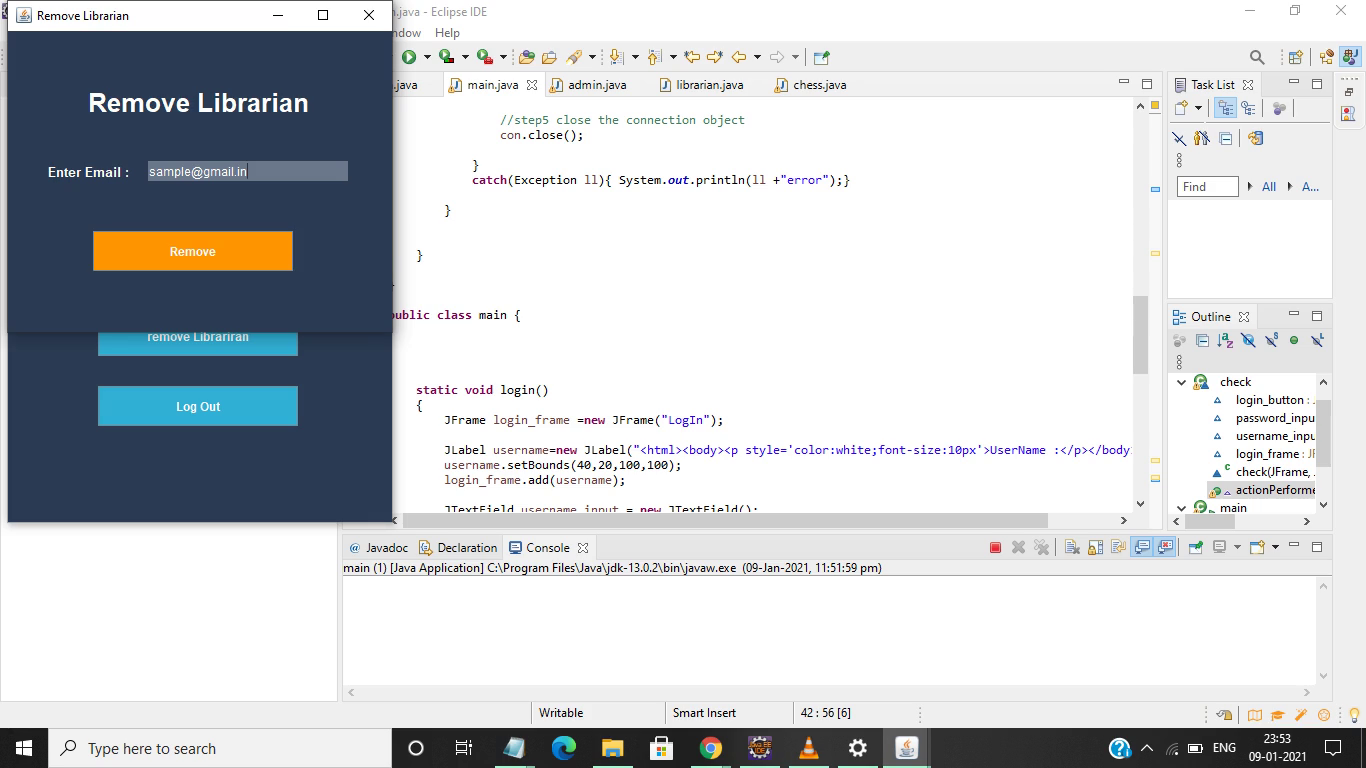 Remove Librarian
Remove Librarian
Enter Email :
sample@gmail.in
Remove
remove Librariran
Log Out
n.java - Eclipse IDE
ndow Help
s.java
main.java
admin.java
librarian.java
chess.java
//step5 close the connection object
con.close();
}
catch(Exception ll){ System.out.println(ll +"error");}
}
}
public class main {
static void login()
{
JFrame login_frame =new JFrame("LogIn");
JLabel username=new JLabel("<html><body><p style='color:white;font-size:10px'>UserName :</p></body
username.setBounds(40,20,100,100);
login_frame.add(username);
JTextField username_input = new JTextField();
Task List
Find
All
A...
Outline
check
login_button : .
password_inpu
username_inpu
login_frame : JF
check(JFrame, .
actionPerforme
main
@ Javadoc
Declaration
Console
main (1) [Java Application] C:\Program Files\Java\jdk-13.0.2\bin\javaw.exe (09-Jan-2021, 11:51:59 pm)
Writable
Smart Insert
42 : 56 [6]
Type here to search
ENG
23:53
09-01-2021